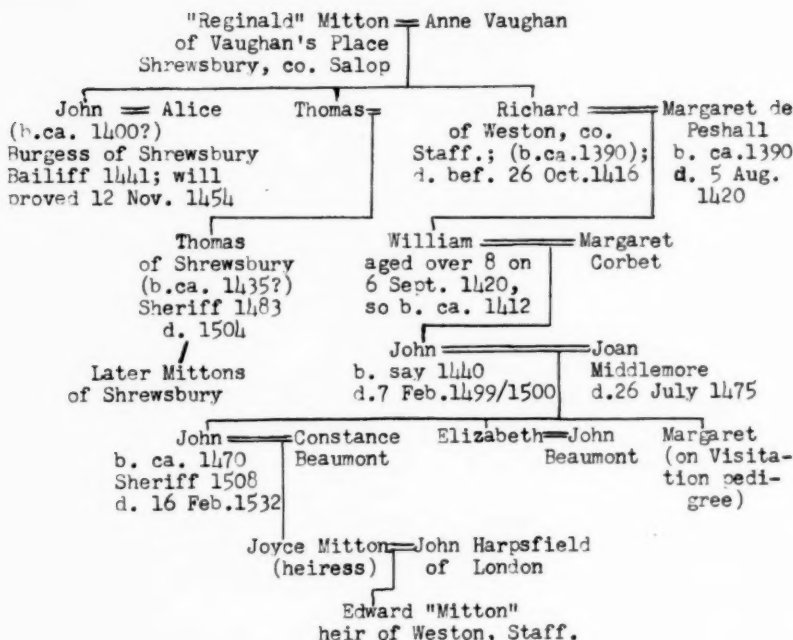 "Reginald" Mitton = Anne Vaughan
of Vaughan's Place
Shrewsbury, co. Salop
John = Alice Thomas= Richard = Margaret de
(b.ca. 1400?) of Weston, co. Peshall
Burgess of Shrewsbury Staff.; (b.ca.1390); b. ca.1390
Bailiff 1441; will d. bef. 26 Oct.1416 d. 5 Aug.
proved 12 Nov. 1454 1420
Thomas William = Margaret
of Shrewsbury aged over 8 on Corbet
(b.ca. 1435?) 6 Sept. 1420,
Sheriff 1483 so b. ca. 1412
d. 1504
John = Joan
Later Mittons b. say 1440 Middlemore
of Shrewsbury d.7 Feb.1499/1500 d.26 July 1475
John = Constance Elizabeth = John Margaret
b. ca. 1470 Beaumont Beaumont (on Visita-
Sheriff 1508 tion pedi-
d. 16 Feb.1532 gree)
Joyce Mitton = John Harpsfield
(heiress) of London
Edward "Mitton"
heir of Weston, Staff.